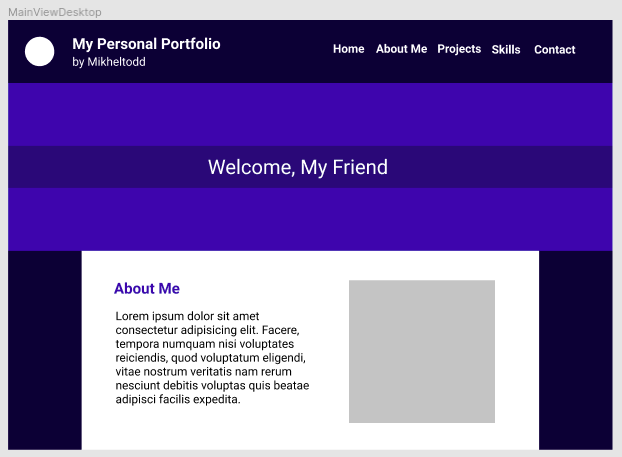 MainViewDesktop
My Personal Portfolio
by Mikheltodd
Home About Me Projects Skills Contact
Welcome, My Friend
About Me
Lorem ipsum dolor sit amet
consectetur adipisicing elit. Facere,
tempora numquam nisi voluptates
reiciendis, quod voluptatum eligendi,
vitae nostrum veritatis nam rerum
nesciunt debitis voluptas quis beatae
adipisci facilis expedita.